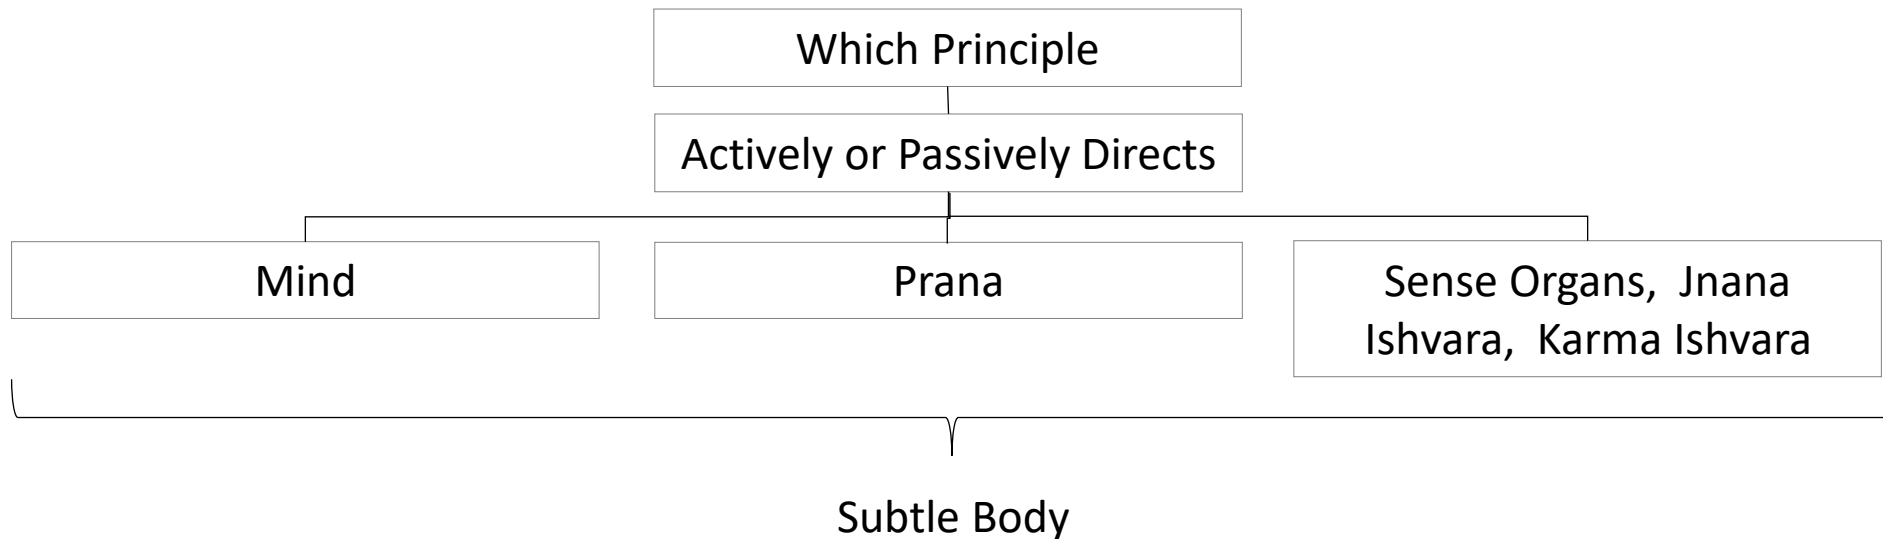 Which Principle
Actively or Passively Directs
Mind
Prana
Sense Organs, Jnana
Ishvara, Karma Ishvara
Subtle Body